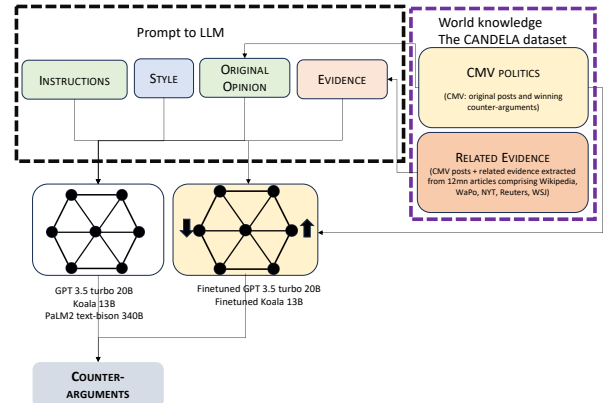 Prompt to LLM
INSTRUCTIONS
STYLE
ORIGINAL
OPINION
EVIDENCE
World knowledge
The CANDELA dataset
CMV POLITICS
(CMV: original posts and winning
counter-arguments)
RELATED EVIDENCE
(CMV posts + related evidence extracted
from 12mn articles comprising Wikipedia,
WaPo, NYT, Reuters, WSJ)
GPT 3.5 turbo 20B
Koala 13B
PaLM2 text-bison 340B
Finetuned GPT 3.5 turbo 20B
Finetuned Koala 13B
COUNTER-
ARGUMENTS